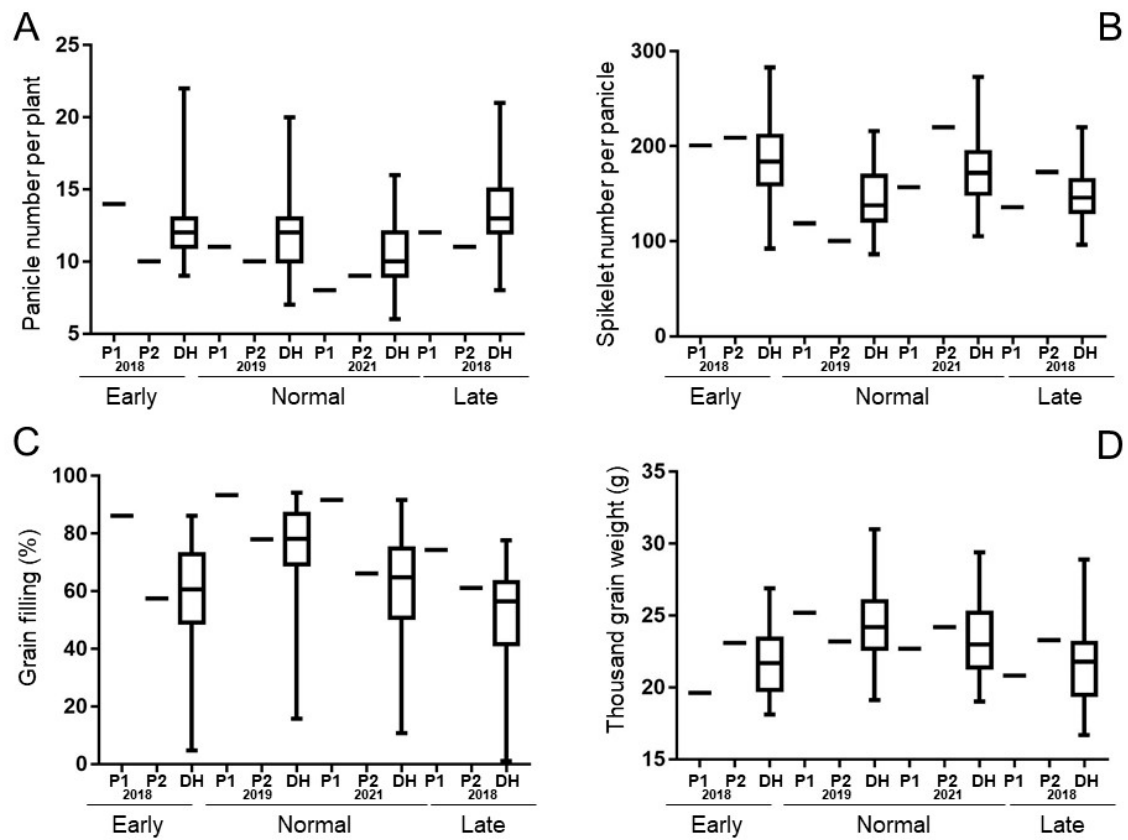 A
Panicle number per plant
25
20
15
10
5
P1 P2 DH P1 P2 DH P1 P2 DH P1 P2 DH
2018 2019 2021 2018
Early Normal Late
B
Spikelet number per panicle
300
200
100
0
P1 P2 DH P1 P2 DH P1 P2 DH P1 P2 DH
2018 2019 2021 2018
Early Normal Late
C
Grain filling (%)
100
80
60
40
20
0
P1 P2 DH P1 P2 DH P1 P2 DH P1 P2 DH
2018 2019 2021 2018
Early Normal Late
D
Thousand grain weight (g)
35
30
25
20
15
P1 P2 DH P1 P2 DH P1 P2 DH P1 P2 DH
2018 2019 2021 2018
Early Normal Late